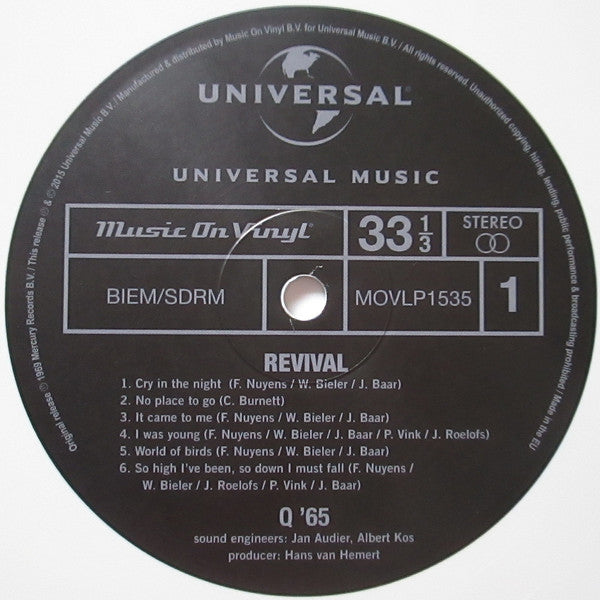 Original release ℗ 1969 Mercury Records B.V. / This release ℗ & © 2015 Universal Music B.V. / Manufactured & distributed by Music On Vinyl B.V. for Universal Music B.V. / All rights reserved. Unauthorized copying, hiring, lending, public performance & broadcasting prohibited / Made in the EU
UNIVERSAL
UNIVERSAL MUSIC
Music On Vinyl®
33 1/3
STEREO
BIEM/SDRM
MOVLP1535
1
REVIVAL
1. Cry in the night (F. Nuyens / W. Bieler / J. Baar)
2. No place to go (C. Burnett)
3. It came to me (F. Nuyens / W. Bieler / J. Baar)
4. I was young (F. Nuyens / W. Bieler / J. Baar / P. Vink / J. Roelofs)
5. World of birds (F. Nuyens / W. Bieler / J. Baar)
6. So high I've been, so down I must fall (F. Nuyens /
W. Bieler / J. Roelofs / P. Vink / J. Baar)
Q '65
sound engineers: Jan Audier, Albert Kos
producer: Hans van Hemert